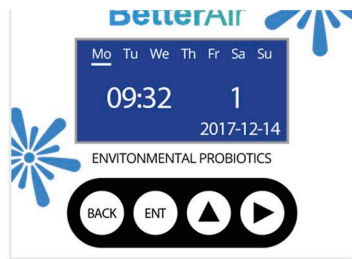 BetterAir
Mo Tu We Th Fr Sa Su
09:32 1
2017-12-14
ENVITONMENTAL PROBIOTICS
BACK ENT